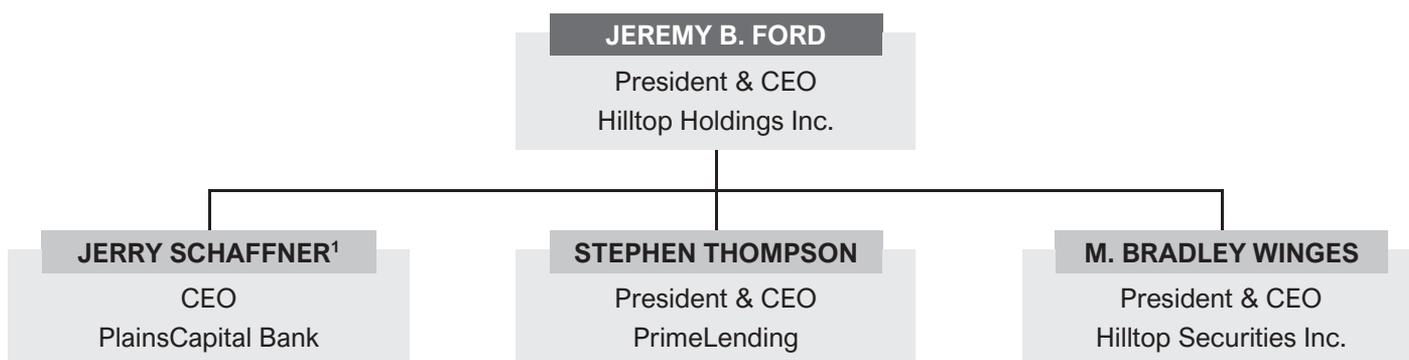 JEREMY B. FORD
President & CEO
Hilltop Holdings Inc.
JERRY SCHAFFNER¹
CEO
PlainsCapital Bank
STEPHEN THOMPSON
President & CEO
PrimeLending
M. BRADLEY WINGES
President & CEO
Hilltop Securities Inc.